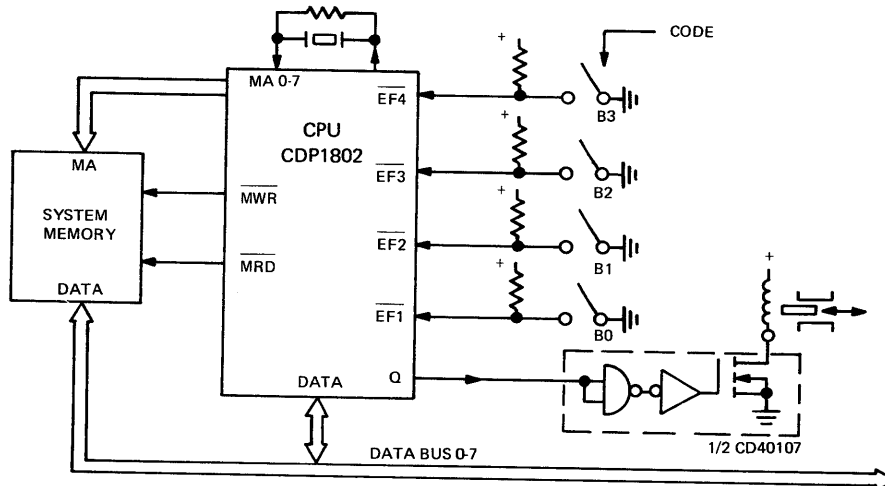 CODE
+
+
+
+
+
MA 0-7
EF4
B3
CPU
CDP1802
MA
EF3
B2
MWR
SYSTEM
MEMORY
EF2
B1
MRD
DATA
EF1
B0
DATA
Q
DATA BUS 0-7
1/2 CD40107